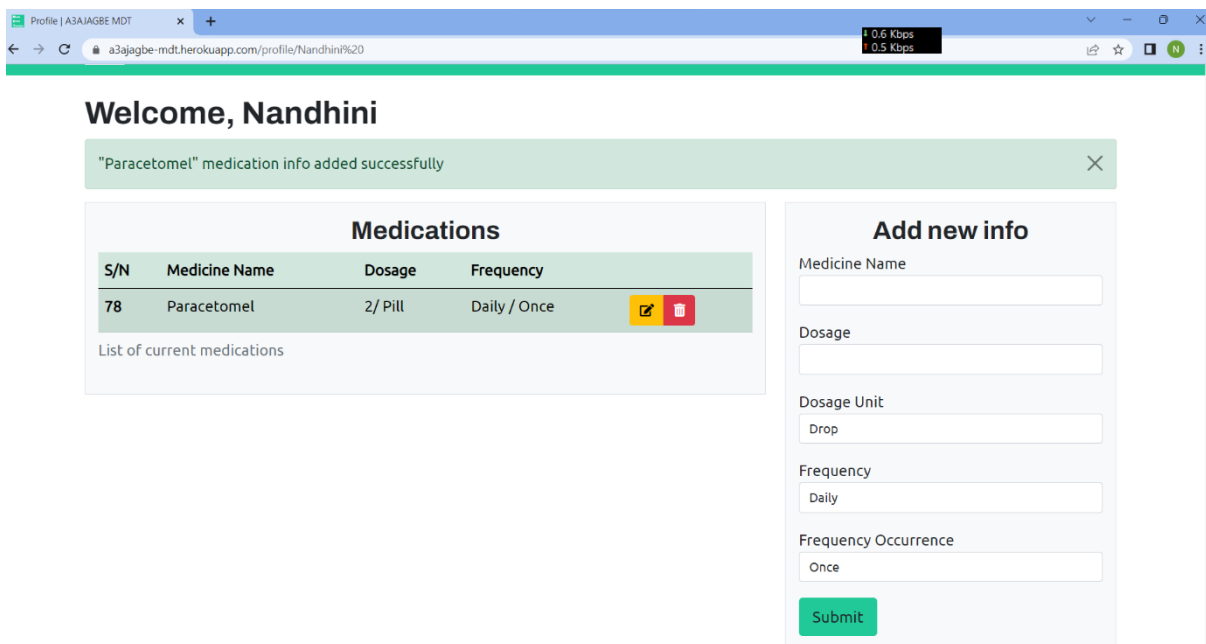 Profile | A3AJAGBE MDT
0.6 Kbps
a3ajagbe-mdt.herokuapp.com/profile/Nandhini%20
0.5 Kbps
N
Welcome, Nandhini
"Paracetomel" medication info added successfully
Medications
S/N Medicine Name Dosage Frequency
78 Paracetomel 2/ Pill Daily / Once
List of current medications
Add new info
Medicine Name
Dosage
Dosage Unit
Drop
Frequency
Daily
Frequency Occurrence
Once
Submit